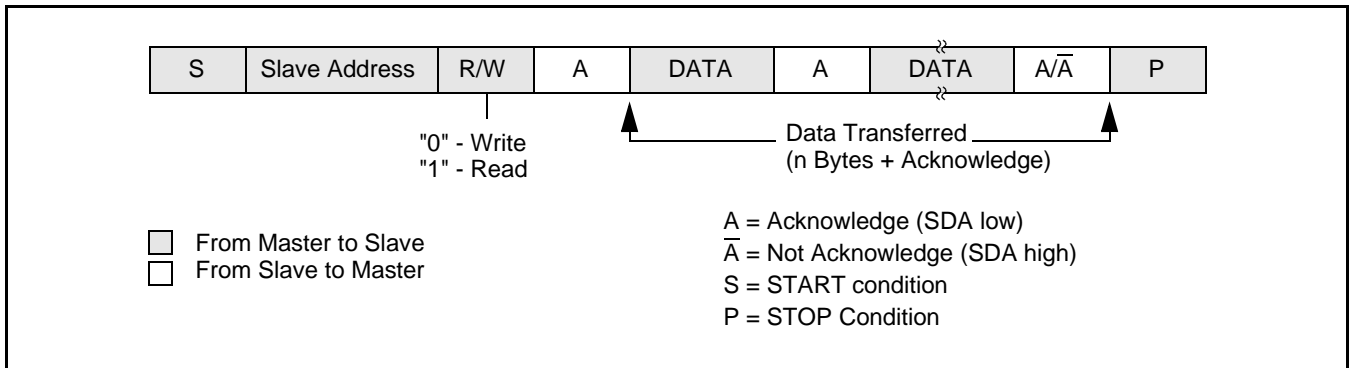 S Slave Address R/W A DATA A DATA A/A̅ P
"0" - Write
"1" - Read
Data Transferred
(n Bytes + Acknowledge)
From Master to Slave
From Slave to Master
A = Acknowledge (SDA low)
A̅ = Not Acknowledge (SDA high)
S = START condition
P = STOP Condition